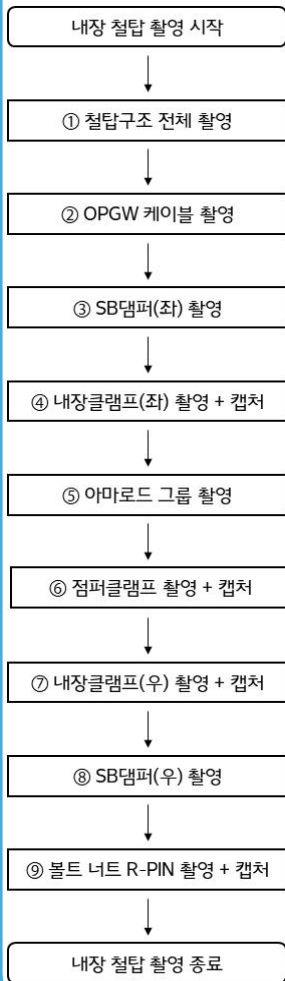 내장 철탑 촬영 시작
① 철탑구조 전체 촬영
② OPGW 케이블 촬영
③ SB댐퍼(좌) 촬영
④ 내장클램프(좌) 촬영 + 캡처
⑤ 아마로드 그룹 촬영
⑥ 점퍼클램프 촬영 + 캡처
⑦ 내장클램프(우) 촬영 + 캡처
⑧ SB댐퍼(우) 촬영
⑨ 볼트 너트 R-PIN 촬영 + 캡처
내장 철탑 촬영 종료